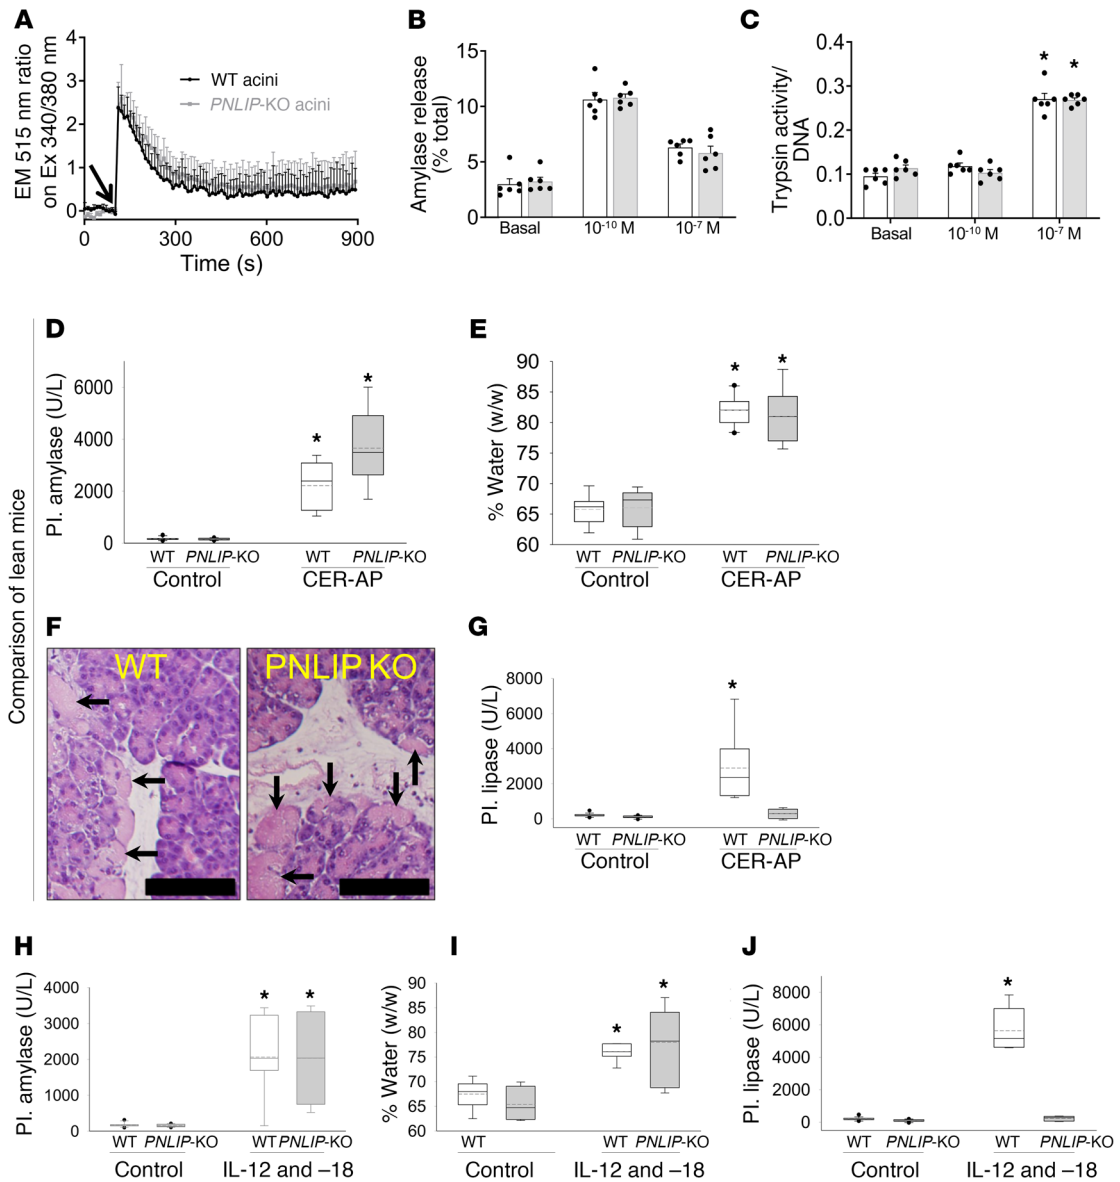 A
EM 515 nm ratio
on Ex 340/380 nm
4
3
2
1
0
WT acini
PNLIP-KO acini
0
300
600
900
Time (s)
B
Amylase release
(% total)
15
10
5
0
Basal
10-10 M
10-7 M
C
Trypsin activity/
DNA
0.4
0.3
0.2
0.1
0.0
* *
Basal
10-10 M
10-7 M
Comparison of lean mice
D
Pl. amylase (U/L)
6000
4000
2000
0
* *
WT PNLIP-KO WT PNLIP-KO
Control CER-AP
E
% Water (w/w)
90
85
80
75
70
65
60
* *
WT PNLIP-KO WT PNLIP-KO
Control CER-AP
F
WT
PNLIP KO
G
Pl. lipase (U/L)
8000
6000
4000
2000
0
*
WT PNLIP-KO WT PNLIP-KO
Control CER-AP
H
Pl. amylase (U/L)
4000
3000
2000
1000
0
* *
WT PNLIP-KO WT PNLIP-KO
Control IL-12 and –18
I
% Water (w/w)
90
85
80
75
70
65
60
* *
WT WT PNLIP-KO
Control IL-12 and –18
J
Pl. lipase (U/L)
8000
6000
4000
2000
0
*
WT PNLIP-KO WT PNLIP-KO
Control IL-12 and –18